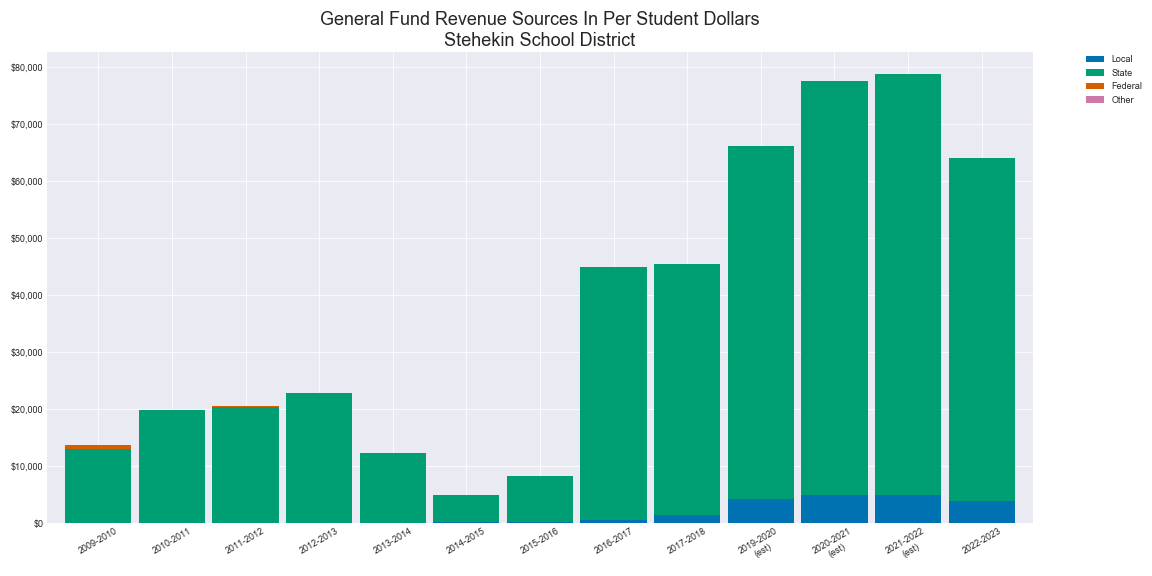 General Fund Revenue Sources In Per Student Dollars
Stehekin School District
Local
State
Federal
Other
$80,000
$70,000
$60,000
$50,000
$40,000
$30,000
$20,000
$10,000
$0
2009-2010
2010-2011
2011-2012
2012-2013
2013-2014
2014-2015
2015-2016
2016-2017
2017-2018
2019-2020
(est)
2020-2021
(est)
2021-2022
(est)
2022-2023